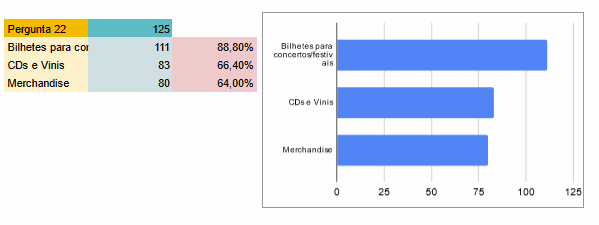 Pergunta 22 125
Bilhetes para cor 111 88,80%
CDs e Vinis 83 66,40%
Merchandise 80 64,00%
Bilhetes para
concertos/festiv
ais
CDs e Vinis
Merchandise
0 25 50 75 100 125